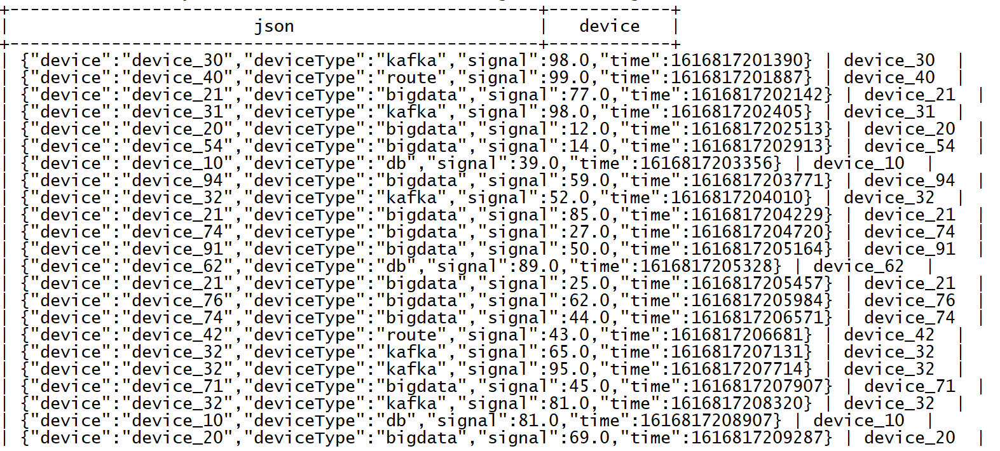 +----------------------------------------------------+------------+
|                        json                        |   device   |
+----------------------------------------------------+------------+
| {"device":"device_30","deviceType":"kafka","signal":98.0,"time":1616817201390} | device_30  |
| {"device":"device_40","deviceType":"route","signal":99.0,"time":1616817201887} | device_40  |
| {"device":"device_21","deviceType":"bigdata","signal":77.0,"time":1616817202142} | device_21  |
| {"device":"device_31","deviceType":"kafka","signal":98.0,"time":1616817202405} | device_31  |
| {"device":"device_20","deviceType":"bigdata","signal":12.0,"time":1616817202513} | device_20  |
| {"device":"device_54","deviceType":"bigdata","signal":14.0,"time":1616817202913} | device_54  |
| {"device":"device_10","deviceType":"db","signal":39.0,"time":1616817203356} | device_10  |
| {"device":"device_94","deviceType":"bigdata","signal":59.0,"time":1616817203771} | device_94  |
| {"device":"device_32","deviceType":"kafka","signal":52.0,"time":1616817204010} | device_32  |
| {"device":"device_21","deviceType":"bigdata","signal":85.0,"time":1616817204229} | device_21  |
| {"device":"device_74","deviceType":"bigdata","signal":27.0,"time":1616817204720} | device_74  |
| {"device":"device_91","deviceType":"bigdata","signal":50.0,"time":1616817205164} | device_91  |
| {"device":"device_62","deviceType":"db","signal":89.0,"time":1616817205328} | device_62  |
| {"device":"device_21","deviceType":"bigdata","signal":25.0,"time":1616817205457} | device_21  |
| {"device":"device_76","deviceType":"bigdata","signal":62.0,"time":1616817205984} | device_76  |
| {"device":"device_74","deviceType":"bigdata","signal":44.0,"time":1616817206571} | device_74  |
| {"device":"device_42","deviceType":"route","signal":43.0,"time":1616817206681} | device_42  |
| {"device":"device_32","deviceType":"kafka","signal":65.0,"time":1616817207131} | device_32  |
| {"device":"device_32","deviceType":"kafka","signal":95.0,"time":1616817207714} | device_32  |
| {"device":"device_71","deviceType":"bigdata","signal":45.0,"time":1616817207907} | device_71  |
| {"device":"device_32","deviceType":"kafka","signal":81.0,"time":1616817208320} | device_32  |
| {"device":"device_10","deviceType":"db","signal":81.0,"time":1616817208907} | device_10  |
| {"device":"device_20","deviceType":"bigdata","signal":69.0,"time":1616817209287} | device_20  |